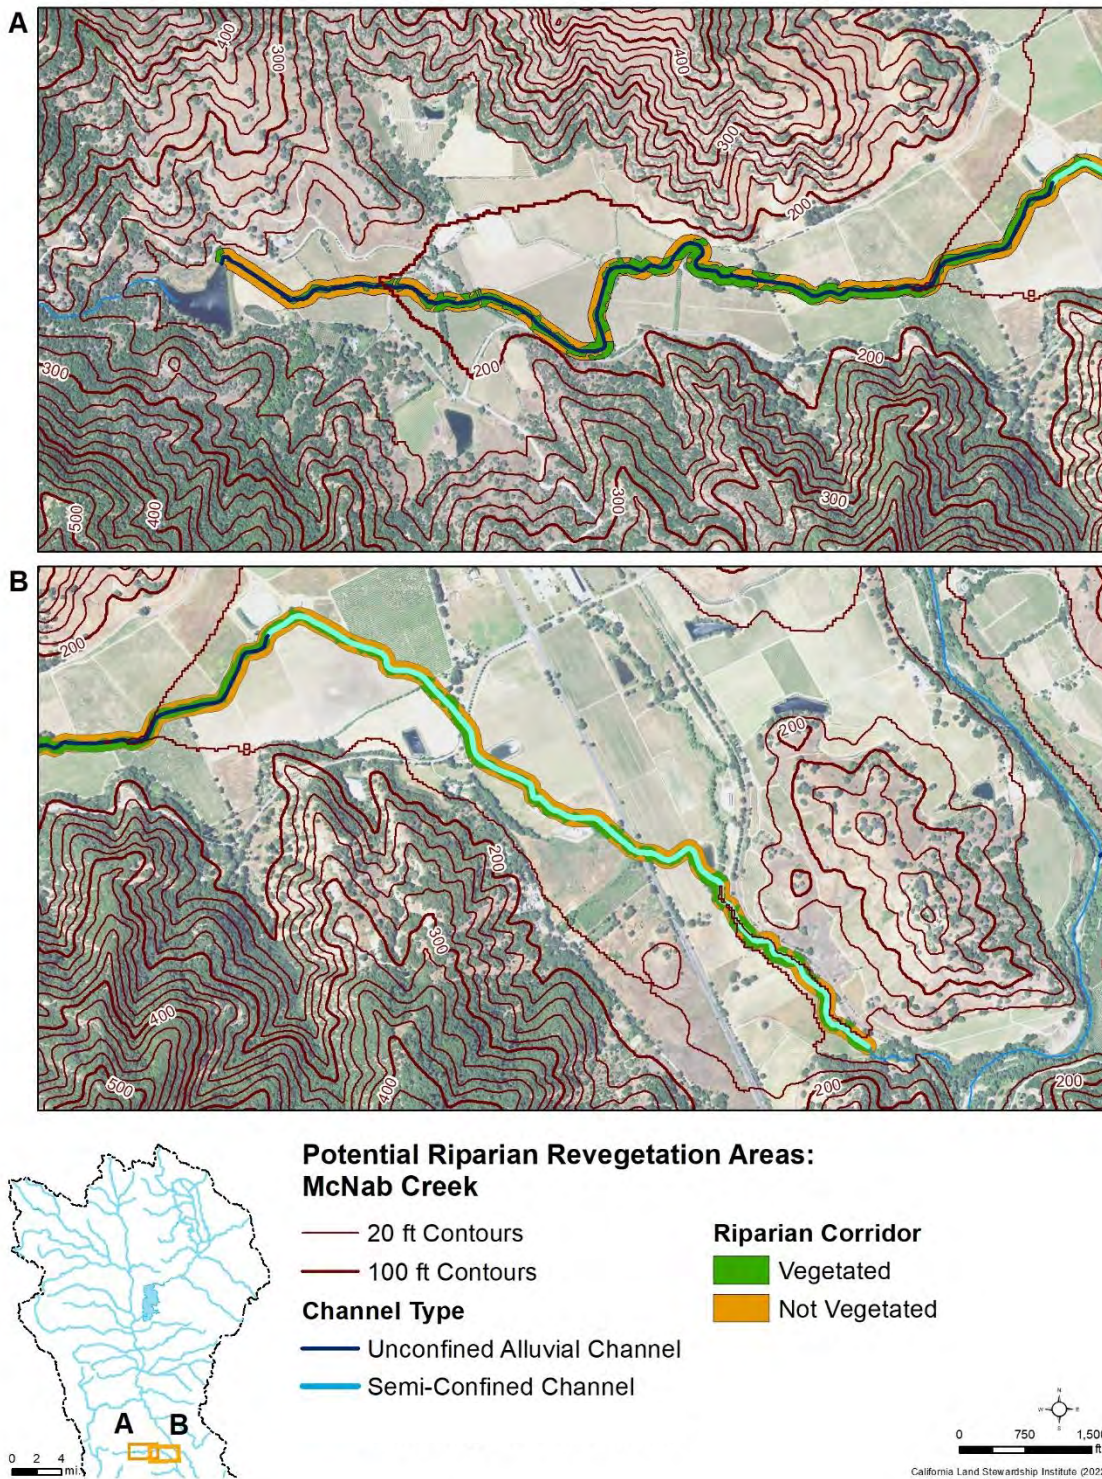 A
400
300
400
300
200
200
200
300
300
300
500
400
B
200
200
200
300
400
500
400
200
200
Potential Riparian Revegetation Areas:
McNab Creek
20 ft Contours
100 ft Contours
Channel Type
Unconfined Alluvial Channel
Semi-Confined Channel
Riparian Corridor
Vegetated
Not Vegetated
A B
0 2 4
mi.
N
W E
S
0 750 1,500
ft
California Land Stewardship Institute (202